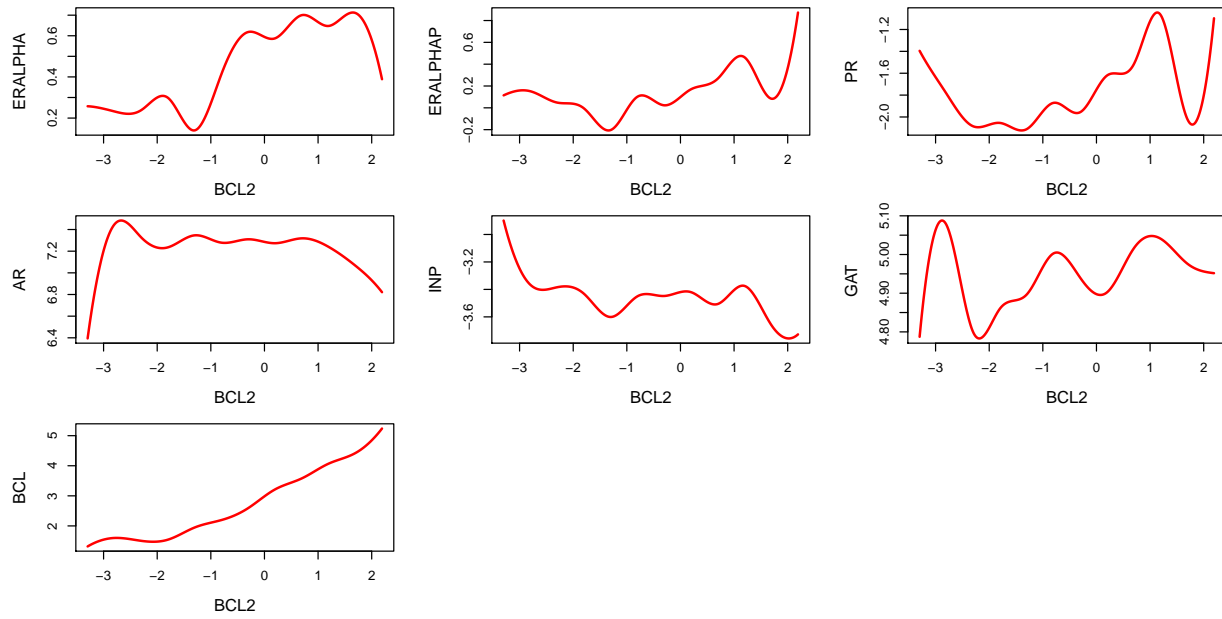 ERALPHA
0.2 0.4 0.6
−3 −2 −1 0 1 2
BCL2
ERALPHAP
−0.2 0.2 0.6
−3 −2 −1 0 1 2
BCL2
PR
−2.0 −1.6 −1.2
−3 −2 −1 0 1 2
BCL2
AR
6.4 6.8 7.2
−3 −2 −1 0 1 2
BCL2
INP
−3.6 −3.2
−3 −2 −1 0 1 2
BCL2
GAT
4.80 4.90 5.00 5.10
−3 −2 −1 0 1 2
BCL2
BCL
2 3 4 5
−3 −2 −1 0 1 2
BCL2